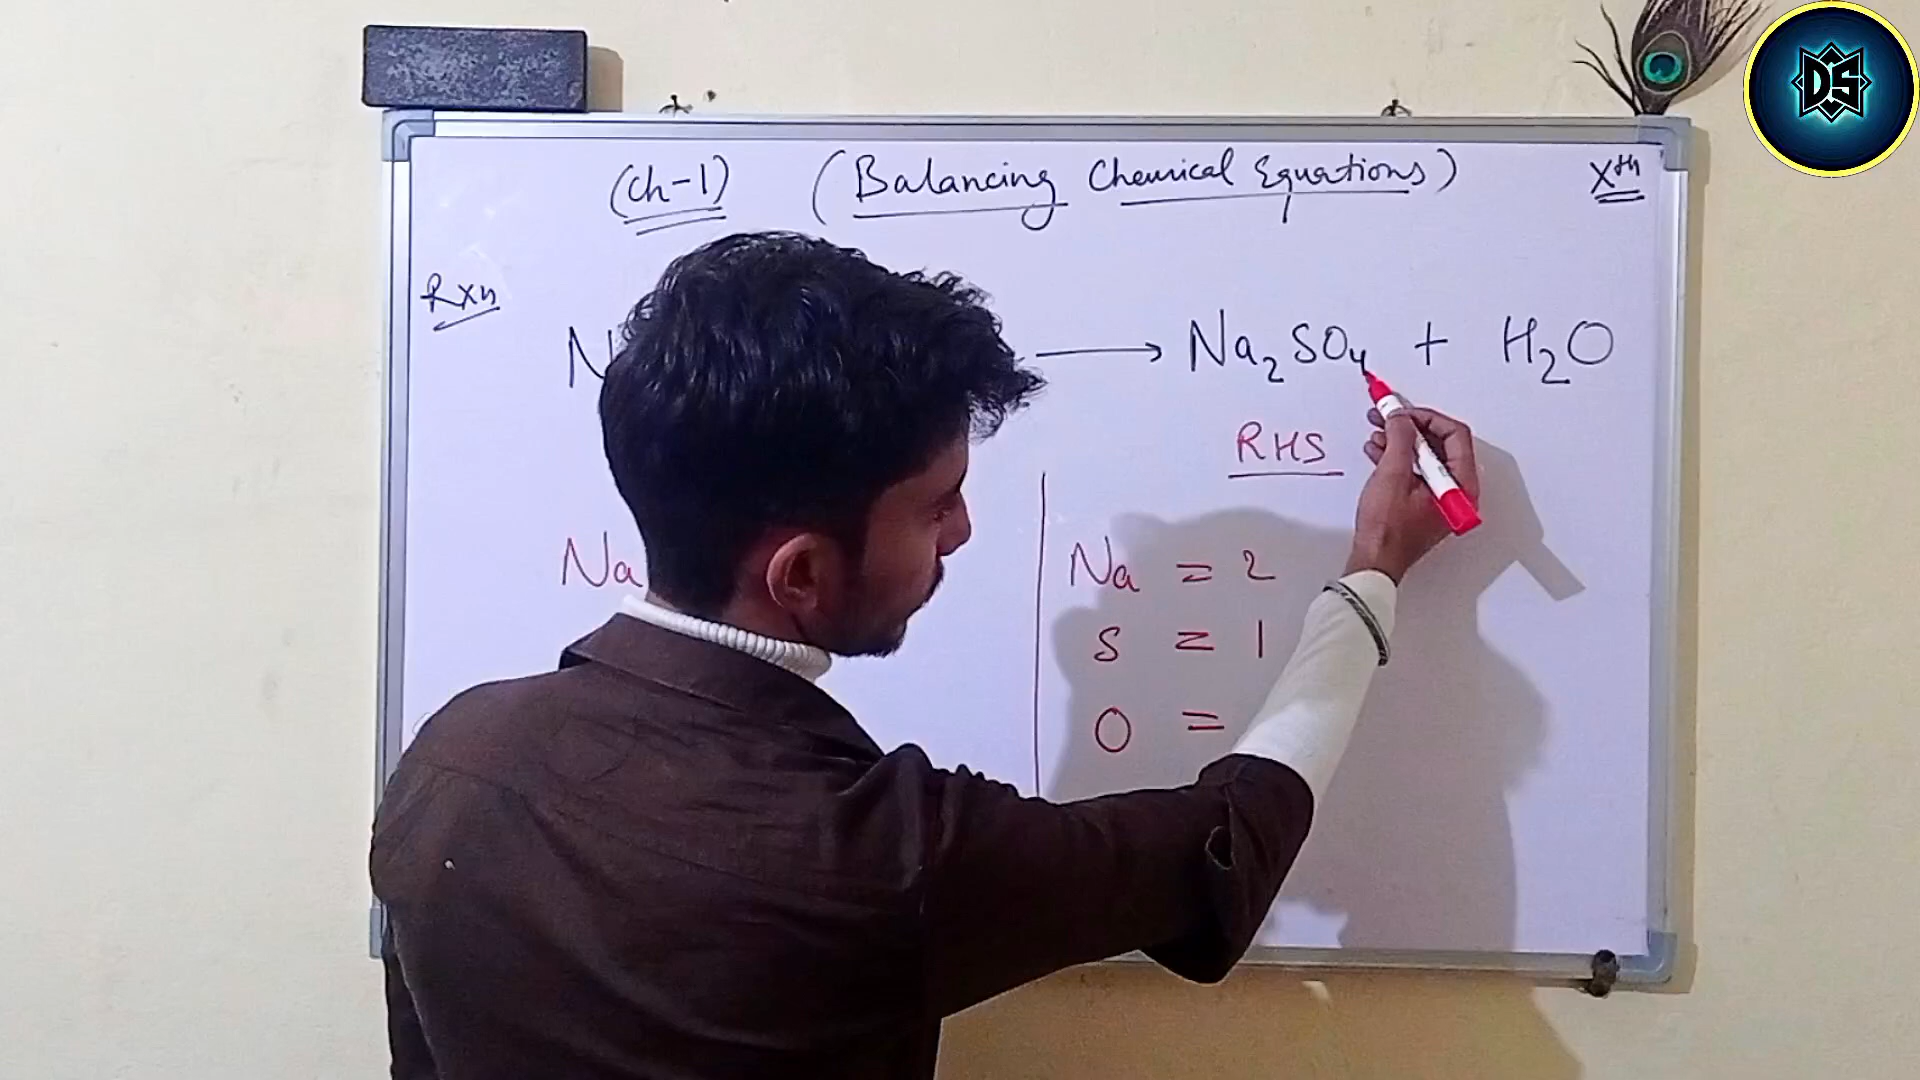 (Ch-1) (Balancing Chemical Equations) Xth
Rxn
N → Na2SO4 + H2O
RHS
Na Na = 2
S = 1
O =
DS